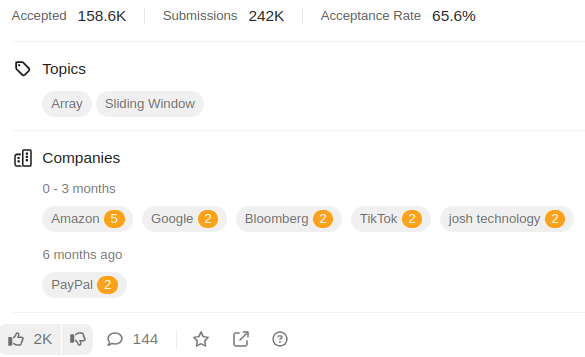 Accepted 158.6K Submissions 242K Acceptance Rate 65.6%
Topics
Array Sliding Window
Companies
0 - 3 months
Amazon 5 Google 2 Bloomberg 2 TikTok 2 josh technology 2
6 months ago
PayPal 2
2K 144